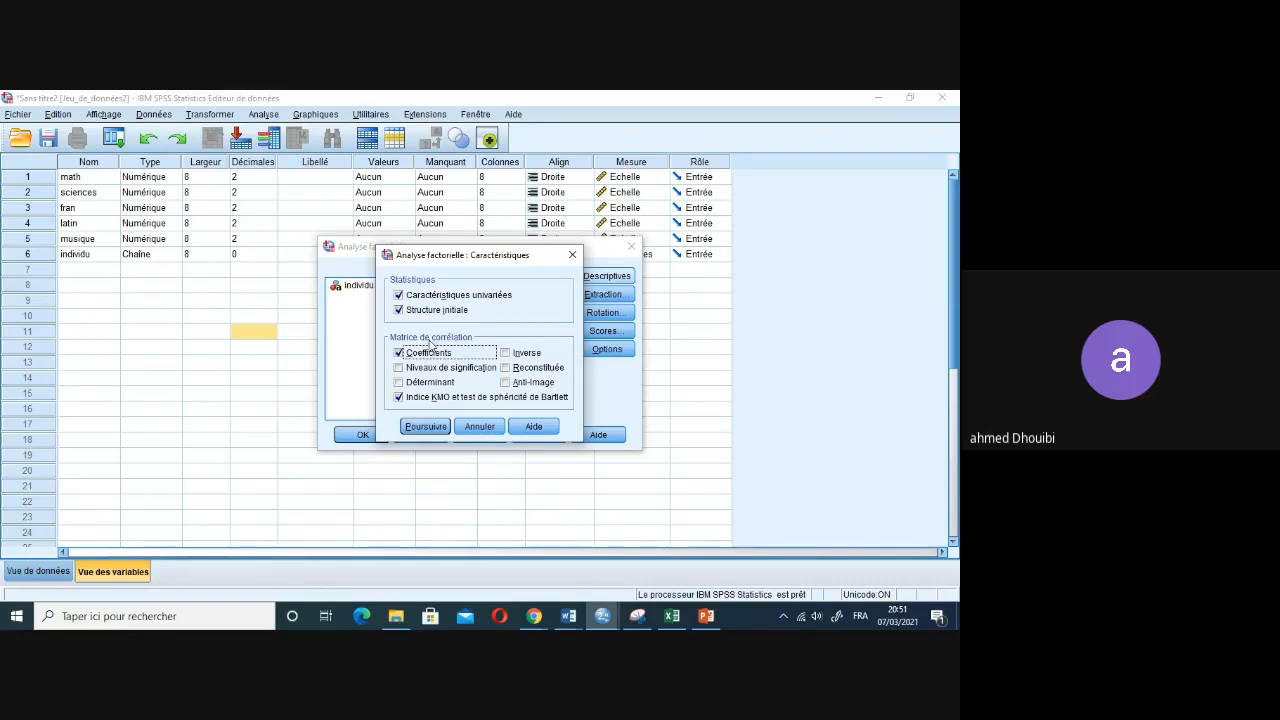 *Sans titre2 [Jeu_de_données2] - IBM SPSS Statistics Editeur de données
Fichier Edition Affichage Données Transformer Analyse Graphiques Utilitaires Extensions Fenêtre Aide
Nom Type Largeur Décimales Libellé Valeurs Manquant Colonnes Align Mesure Rôle
1 math Numérique 8 2 Aucun Aucun 8 Droite Echelle Entrée
2 sciences Numérique 8 2 Aucun Aucun 8 Droite Echelle Entrée
3 fran Numérique 8 2 Aucun Aucun 8 Droite Echelle Entrée
4 latin Numérique 8 2 Aucun Aucun 8 Droite Echelle Entrée
5 musique Numérique 8 2 Entrée
6 individu Chaîne 8 0 es Entrée
7
8
9
10
11
12
13
14
15
16
17
18
19
20
21
22
23
24
Analyse fac
individu
Descriptives
Extraction...
Rotation...
Scores...
Options
OK
Aide
Analyse factorielle : Caractéristiques
Statistiques
Caractéristiques univariées
Structure initiale
Matrice de corrélation
Coefficients Inverse
Niveaux de signification Reconstituée
Déterminant Anti-image
Indice KMO et test de sphéricité de Bartlett
Poursuivre Annuler Aide
Vue de données Vue des variables
Le processeur IBM SPSS Statistics est prêt Unicode:ON
Taper ici pour rechercher
FRA
20:51
07/03/2021
1
a
ahmed Dhouibi